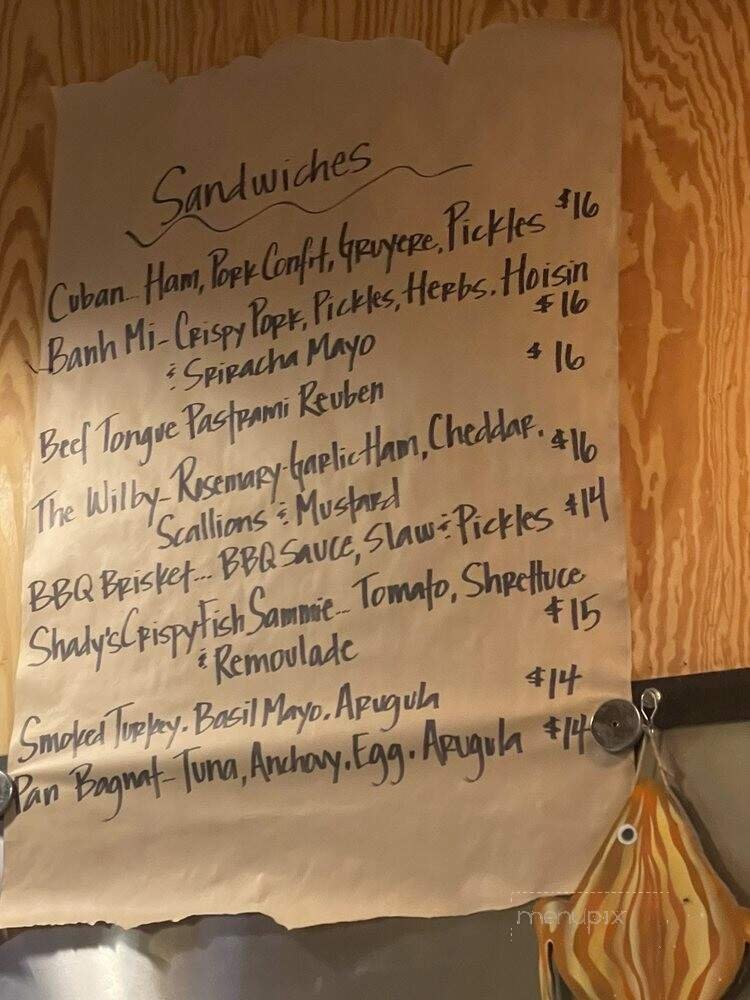 Sandwiches
Cuban... Ham, Pork Confit, Gruyere, Pickles $16
Banh Mi - Crispy Pork, Pickles, Herbs, Hoisin
& Sriracha Mayo $16
Beef Tongue Pastrami Reuben $16
The Wilby - Rosemary-Garlic Ham, Cheddar, $16
Scallions & Mustard
BBQ Brisket... BBQ Sauce, Slaw & Pickles $14
Shady's Crispy Fish Sammie... Tomato, Shrettuce
& Remoulade $15
Smoked Turkey. Basil Mayo. Arugula $14
Pan Bagnat - Tuna, Anchovy. Egg. Arugula $14
menupix